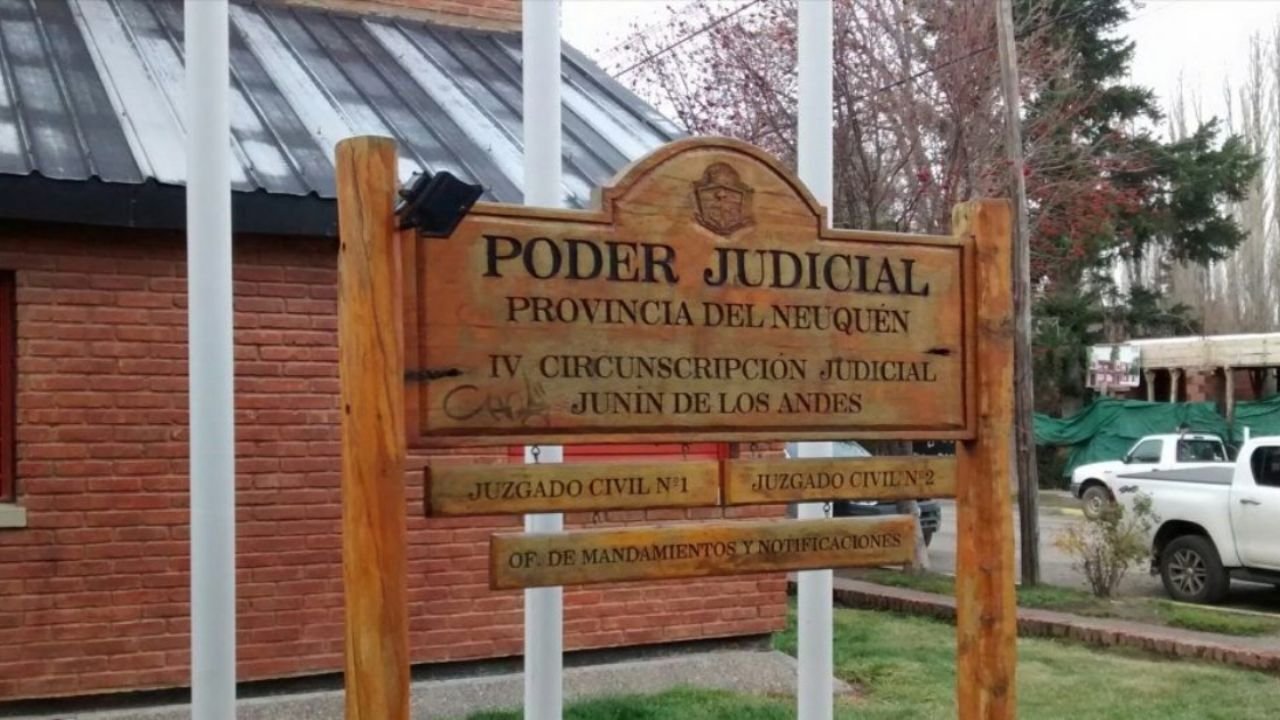 PODER JUDICIAL
PROVINCIA DEL NEUQUÉN
IV CIRCUNSCRIPCIÓN JUDICIAL
JUNÍN DE LOS ANDES
JUZGADO CIVIL Nº1
JUZGADO CIVIL Nº2
OF. DE MANDAMIENTOS Y NOTIFICACIONES